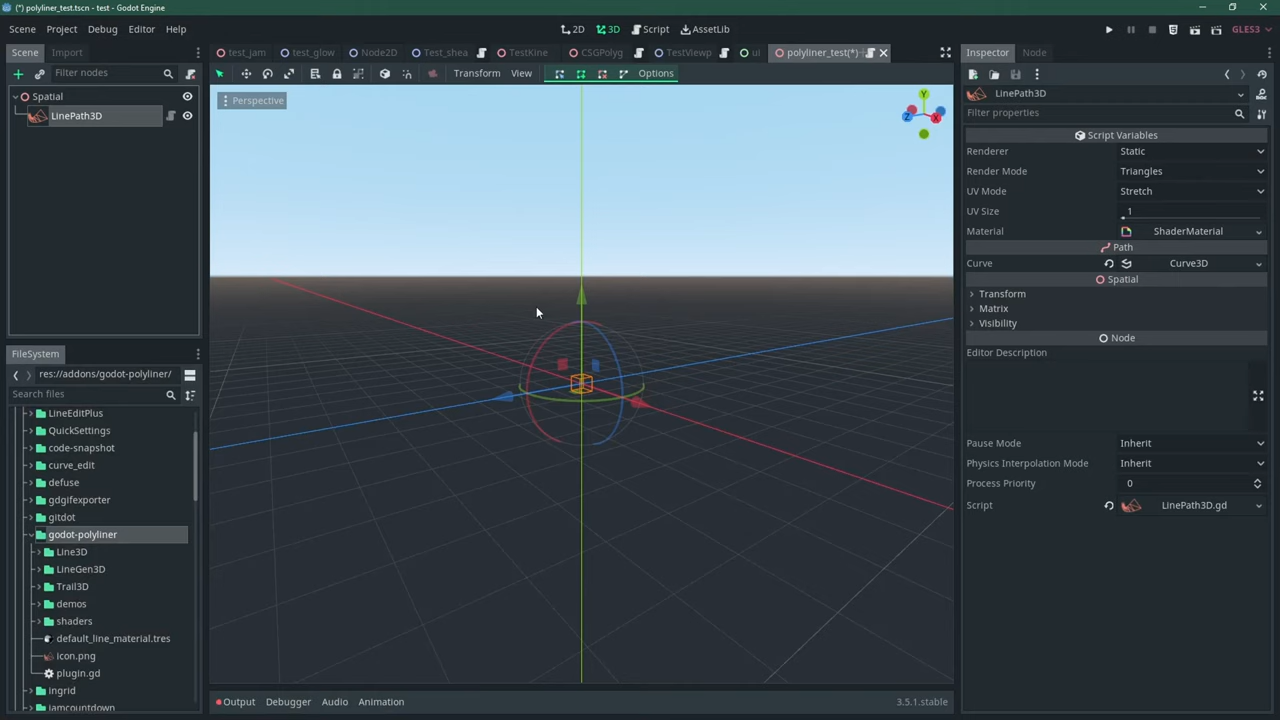 (*) polyliner_test.tscn - test - Godot Engine
Scene Project Debug Editor Help
2D 3D Script AssetLib
GLES3
Scene Import
test_jam test_glow Node2D Test_shea TestKine CSGPolyg TestViewp ui polyliner_test(*)
Inspector Node
Filter nodes
Transform View Options
Spatial
LinePath3D
Perspective
Y
Z
X
LinePath3D
Filter properties
Script Variables
Renderer Static
Render Mode Triangles
UV Mode Stretch
UV Size 1
Material ShaderMaterial
Path
Curve Curve3D
Spatial
Transform
Matrix
Visibility
Node
Editor Description
Pause Mode Inherit
Physics Interpolation Mode Inherit
Process Priority 0
Script LinePath3D.gd
FileSystem
res://addons/godot-polyliner/
Search files
LineEditPlus
QuickSettings
code-snapshot
curve_edit
defuse
gdgifexporter
gitdot
godot-polyliner
Line3D
LineGen3D
Trail3D
demos
shaders
default_line_material.tres
icon.png
plugin.gd
ingrid
jamcountdown
Output Debugger Audio Animation
3.5.1.stable